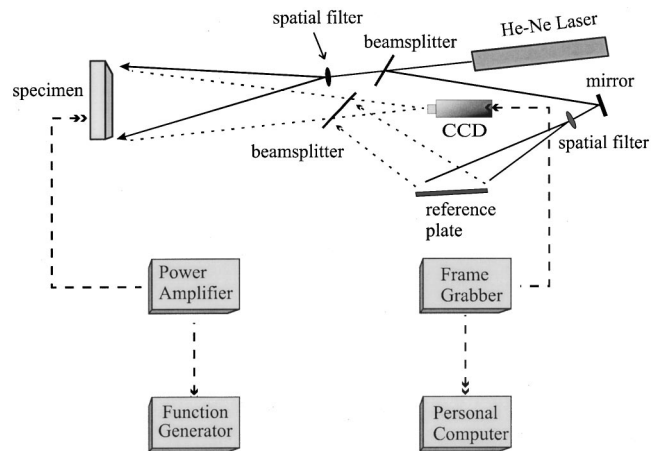 He-Ne Laser
spatial
filter
beamsplitter
specimen
mirror
CCD
beamsplitter
spatial filter
reference
plate
Power
Amplifier
Frame
Grabber
Function
Generator
Personal
Computer